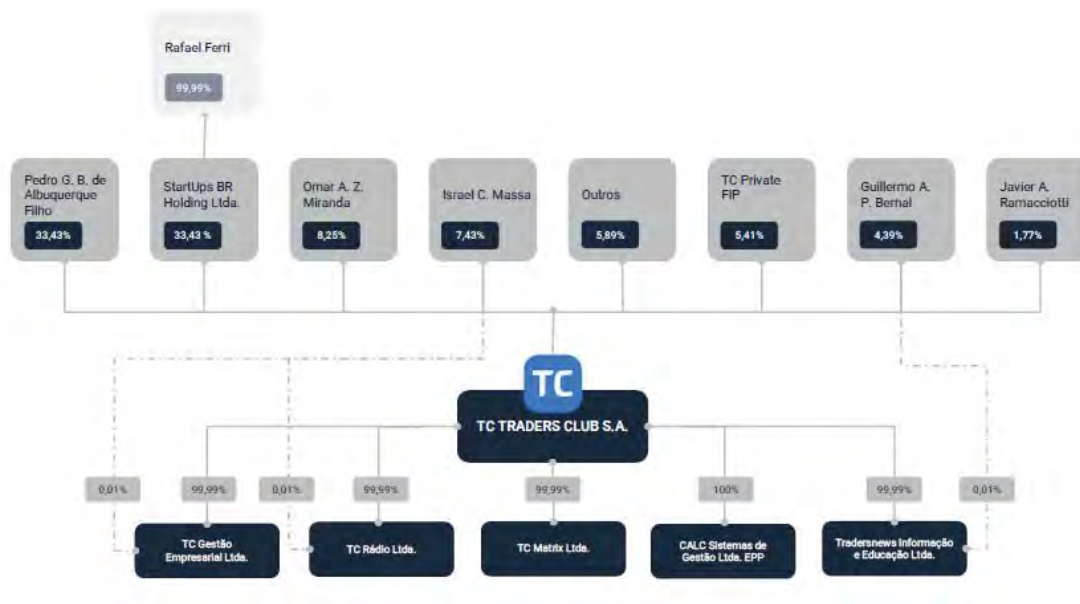 Rafael Ferri
99,99%
Pedro G. B. de
Albuquerque
Filho
33,43%
StartUps BR
Holding Ltda.
33,43 %
Omar A. Z.
Miranda
8,25%
Israel C. Massa
7,43%
Outros
5,89%
TC Private
FIP
5,41%
Guillermo A.
P. Bernal
4,39%
Javier A.
Ramacciotti
1,77%
TC
TC TRADERS CLUB S.A.
0,01%
99,99%
0,01%
99,99%
99,99%
100%
99,99%
0,01%
TC Gestão
Empresarial Ltda.
TC Rádio Ltda.
TC Matrix Ltda.
CALC Sistemas de
Gestão Ltda. EPP
Tradersnews Informação
e Educação Ltda.